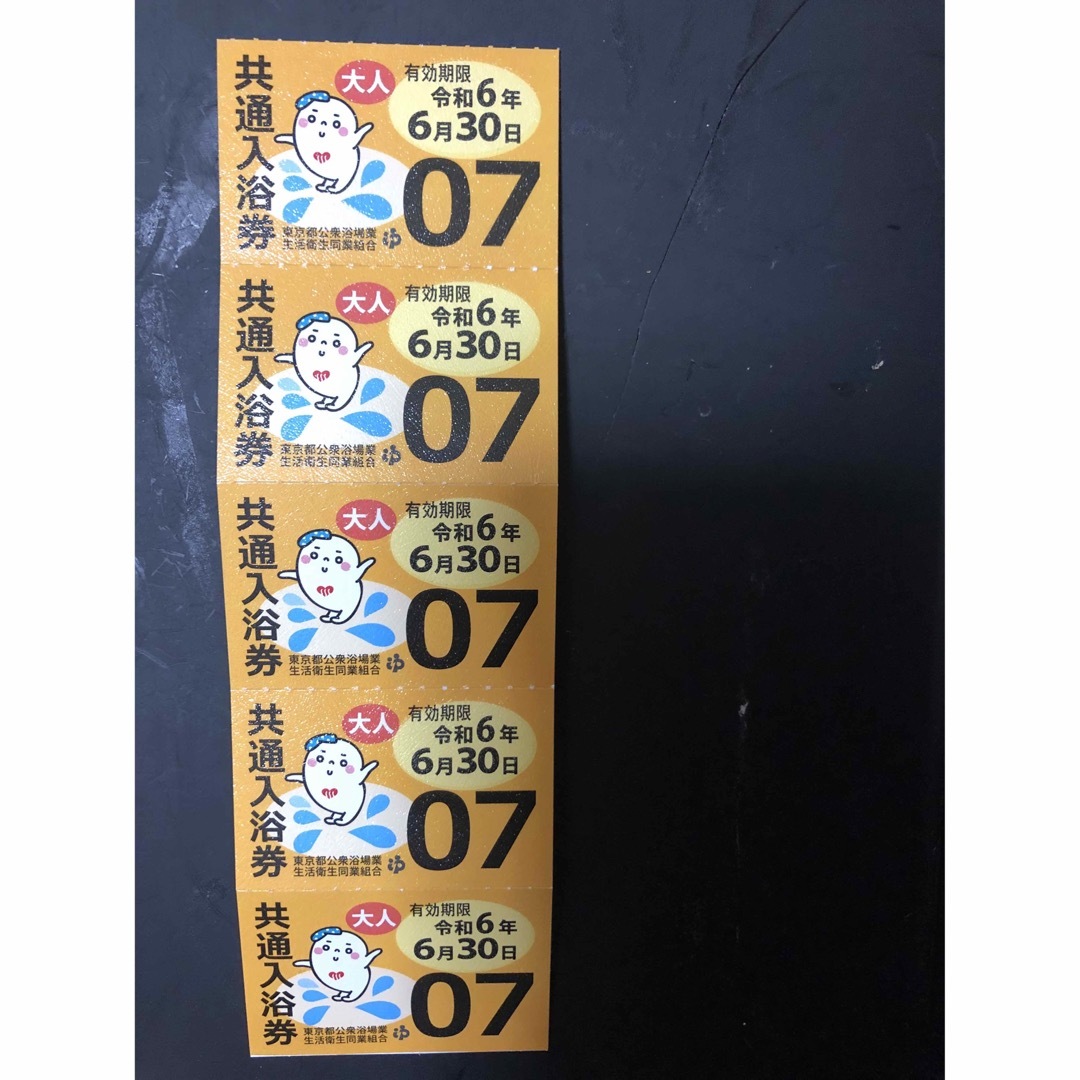 共通入浴券
大人
有効期限
令和6年
6月30日
07
東京都公衆浴場業
生活衛生同業組合
ゆ
共通入浴券
大人
有効期限
令和6年
6月30日
07
東京都公衆浴場業
生活衛生同業組合
ゆ
共通入浴券
大人
有効期限
令和6年
6月30日
07
東京都公衆浴場業
生活衛生同業組合
ゆ
共通入浴券
大人
有効期限
令和6年
6月30日
07
東京都公衆浴場業
生活衛生同業組合
ゆ
共通入浴券
大人
有効期限
令和6年
6月30日
07
東京都公衆浴場業
生活衛生同業組合
ゆ